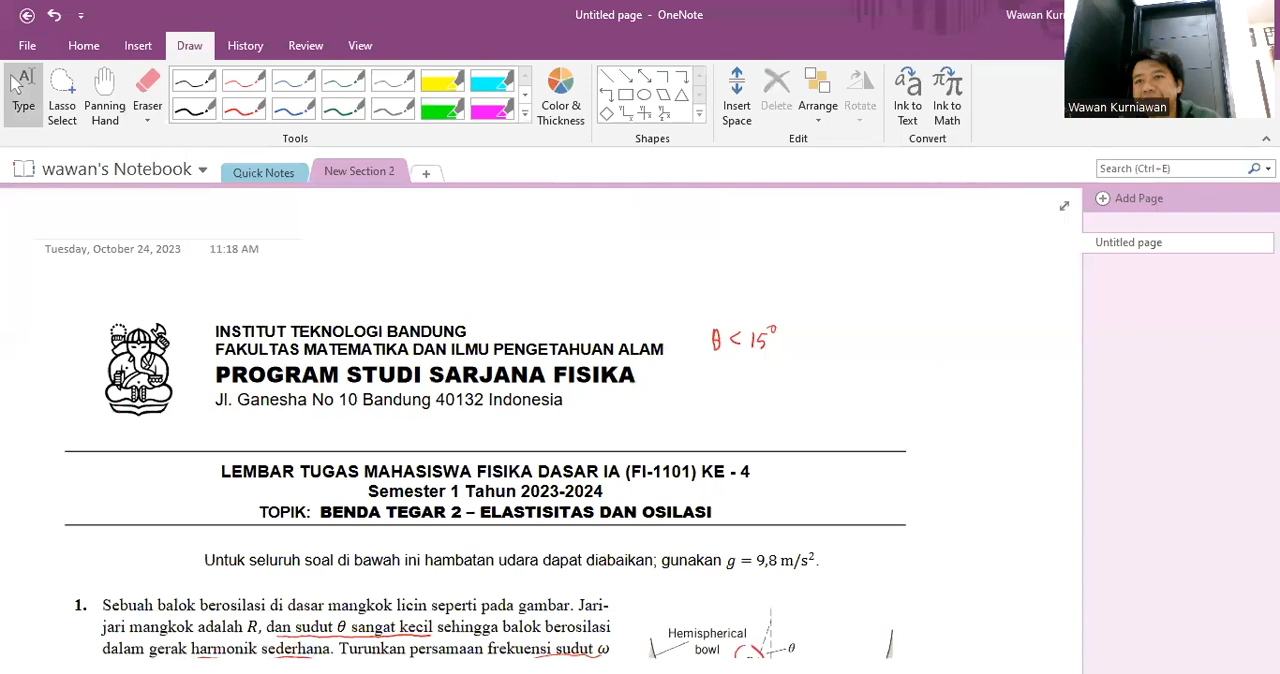 Untitled page - OneNote
Wawan Kurn
File
Home
Insert
Draw
History
Review
View
Type
Lasso
Select
Panning
Hand
Eraser
Color &
Thickness
Insert
Space
Delete
Arrange
Rotate
Ink to
Text
Ink to
Math
Tools
Shapes
Edit
Convert
Wawan Kurniawan
wawan's Notebook
Quick Notes
New Section 2
Search (Ctrl+E)
Add Page
Untitled page
Tuesday, October 24, 2023
11:18 AM
INSTITUT TEKNOLOGI BANDUNG
FAKULTAS MATEMATIKA DAN ILMU PENGETAHUAN ALAM
PROGRAM STUDI SARJANA FISIKA
Jl. Ganesha No 10 Bandung 40132 Indonesia
θ < 15°
LEMBAR TUGAS MAHASISWA FISIKA DASAR IA (FI-1101) KE - 4
Semester 1 Tahun 2023-2024
TOPIK: BENDA TEGAR 2 – ELASTISITAS DAN OSILASI
Untuk seluruh soal di bawah ini hambatan udara dapat diabaikan; gunakan g = 9,8 m/s².
1. Sebuah balok berosilasi di dasar mangkok licin seperti pada gambar. Jari-
jari mangkok adalah R, dan sudut θ sangat kecil sehingga balok berosilasi
dalam gerak harmonik sederhana. Turunkan persamaan frekuensi sudut ω
Hemispherical
bowl
θ